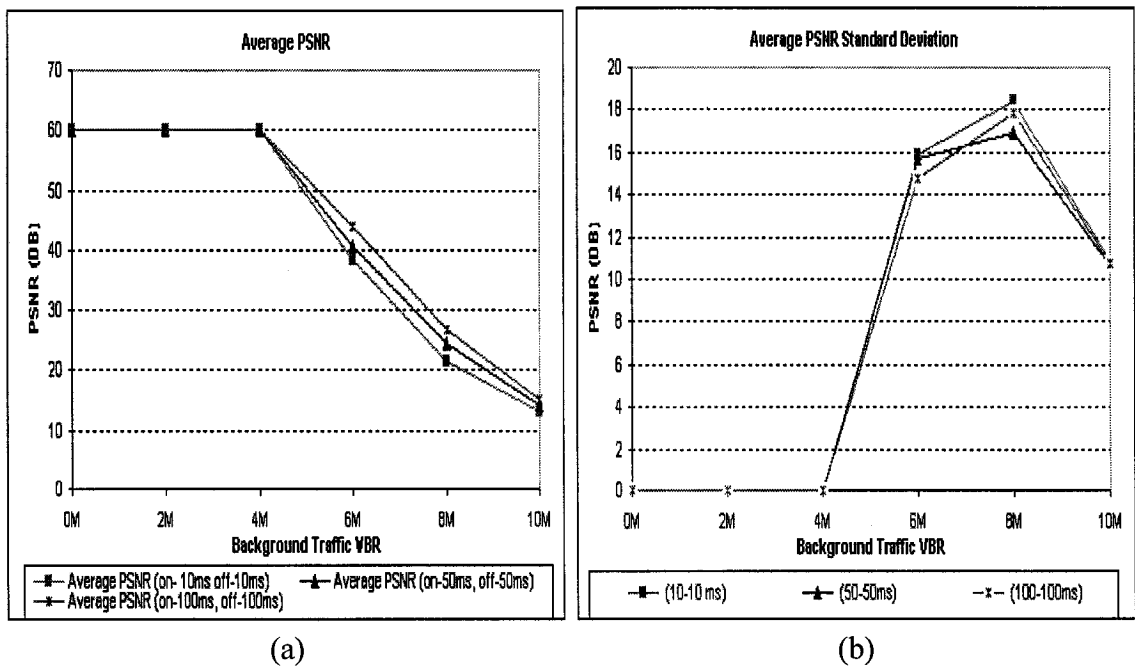 Average PSNR
70
60
50
40
30
20
10
0
PSNR (DB)
0M 2M 4M 6M 8M 10M
Background Traffic VBR
Average PSNR (on- 10ms off-10ms) Average PSNR (on-50ms, off-50ms)
Average PSNR (on-100ms, off-100ms)
(a)
Average PSNR Standard Deviation
20
18
16
14
12
10
8
6
4
2
0
PSNR (DB)
0M 2M 4M 6M 8M 10M
Background Traffic VBR
(10-10 ms) (50-50ms) (100-100ms)
(b)